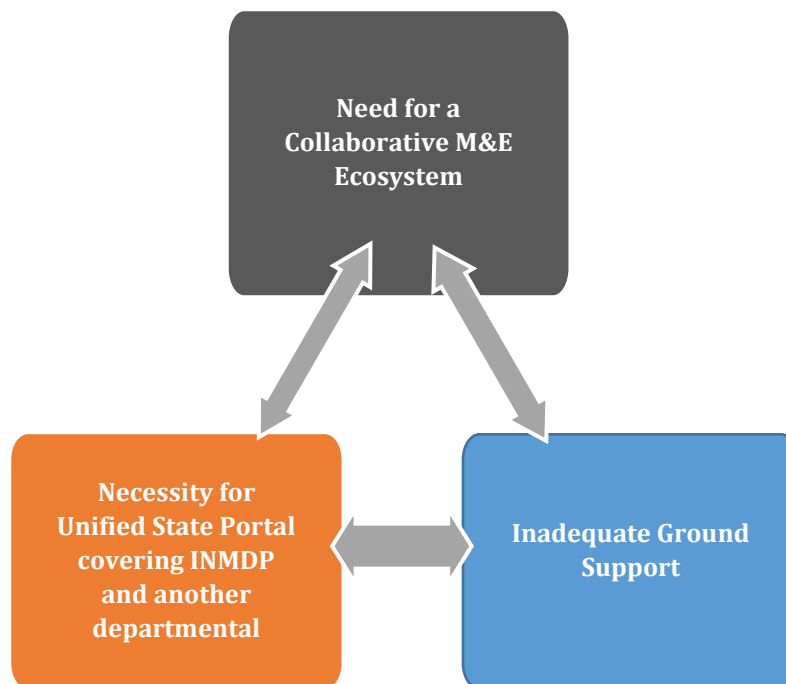 Need for a
Collaborative M&E
Ecosystem
Necessity for
Unified State Portal
covering INMDP
and another
departmental
Inadequate Ground
Support